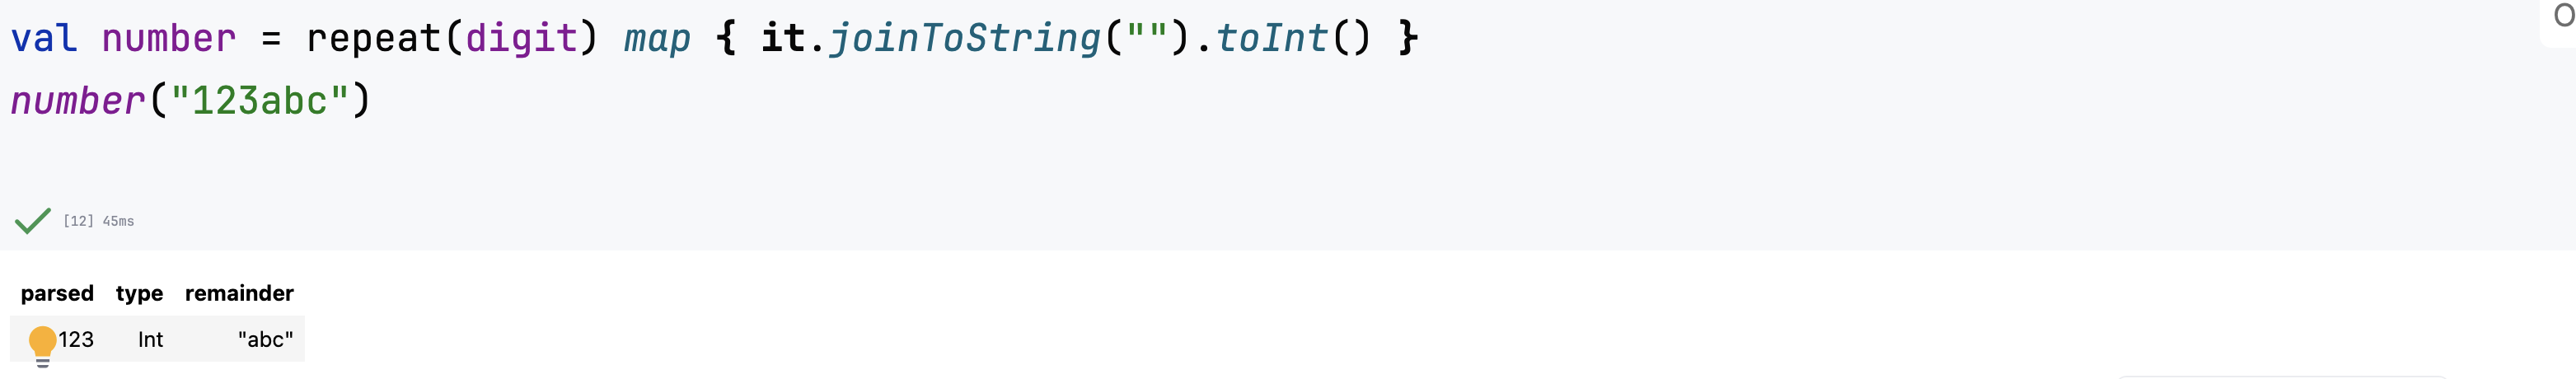 val number = repeat(digit) map { it.joinToString("").toInt() }
number("123abc")
[12] 45ms
parsed type remainder
123 Int "abc"